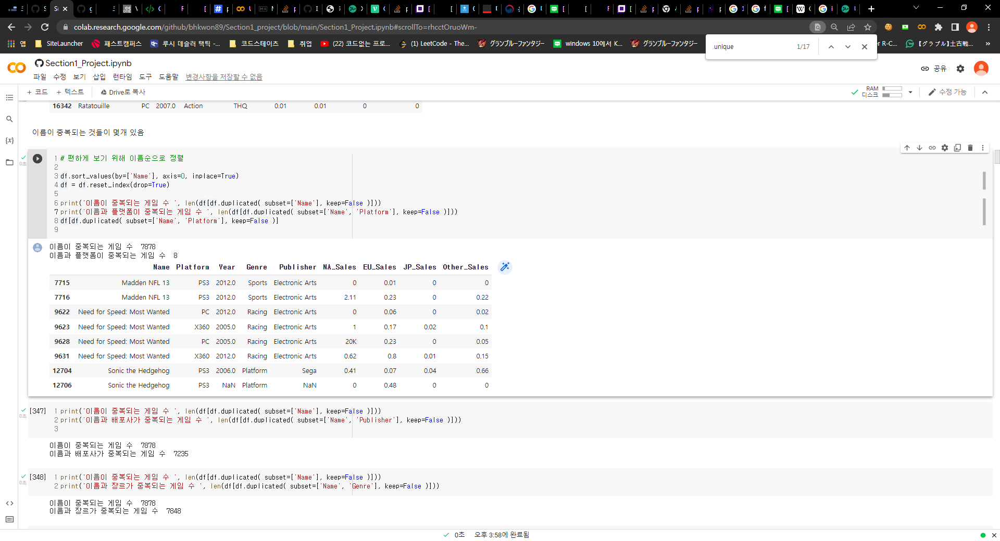 colab.research.google.com/github/bhkwon89/Section1_project/blob/main/Section1_Project.ipynb#scrollTo=rhcctOruoWm-
앱 SiteLauncher 패스트캠퍼스 루시 데슬러 택틱 -... 코드스테이츠 취업 (22) 코드없는 프로... (1) LeetCode - The... グランブルーファンタジー windows 10에서 K... グランブルーファンタジー er R-C... 【グラブル】土古戦... »
unique 1/17
Section1_Project.ipynb
공유
파일 수정 보기 삽입 런타임 도구 도움말 변경사항을 저장할 수 없음
+ 코드 + 텍스트 Drive로 복사
RAM
디스크
수정 가능
16342 Ratatouille PC 2007.0 Action THQ 0.01 0.01 0 0
이름이 중복되는 것들이 몇개 있음
0초
1 # 편하게 보기 위해 이름순으로 정렬
2
3 df.sort_values(by=['Name'], axis=0, inplace=True)
4 df = df.reset_index(drop=True)
5
6 print('이름이 중복되는 게임 수 ', len(df[df.duplicated( subset=['Name'], keep=False )]))
7 print('이름과 플랫폼이 중복되는 게임 수 ', len(df[df.duplicated( subset=['Name', 'Platform'], keep=False )]))
8 df[df.duplicated( subset=['Name', 'Platform'], keep=False )]
9
이름이 중복되는 게임 수 7878
이름과 플랫폼이 중복되는 게임 수 8
Name Platform Year Genre Publisher NA_Sales EU_Sales JP_Sales Other_Sales
7715 Madden NFL 13 PS3 2012.0 Sports Electronic Arts 0 0.01 0 0
7716 Madden NFL 13 PS3 2012.0 Sports Electronic Arts 2.11 0.23 0 0.22
9622 Need for Speed: Most Wanted PC 2012.0 Racing Electronic Arts 0 0.06 0 0.02
9623 Need for Speed: Most Wanted X360 2005.0 Racing Electronic Arts 1 0.17 0.02 0.1
9628 Need for Speed: Most Wanted PC 2005.0 Racing Electronic Arts 20K 0.23 0 0.05
9631 Need for Speed: Most Wanted X360 2012.0 Racing Electronic Arts 0.62 0.8 0.01 0.15
12704 Sonic the Hedgehog PS3 2006.0 Platform Sega 0.41 0.07 0.04 0.66
12706 Sonic the Hedgehog PS3 NaN Platform NaN 0 0.48 0 0
0초
[347] 1 print('이름이 중복되는 게임 수 ', len(df[df.duplicated( subset=['Name'], keep=False )]))
2 print('이름과 배포사가 중복되는 게임 수 ', len(df[df.duplicated( subset=['Name', 'Publisher'], keep=False )]))
3
이름이 중복되는 게임 수 7878
이름과 배포사가 중복되는 게임 수 7235
0초
[348] 1 print('이름이 중복되는 게임 수 ', len(df[df.duplicated( subset=['Name'], keep=False )]))
2 print('이름과 장르가 중복되는 게임 수 ', len(df[df.duplicated( subset=['Name', 'Genre'], keep=False )]))
이름이 중복되는 게임 수 7878
이름과 장르가 중복되는 게임 수 7848
0초 오후 3:58에 완료됨